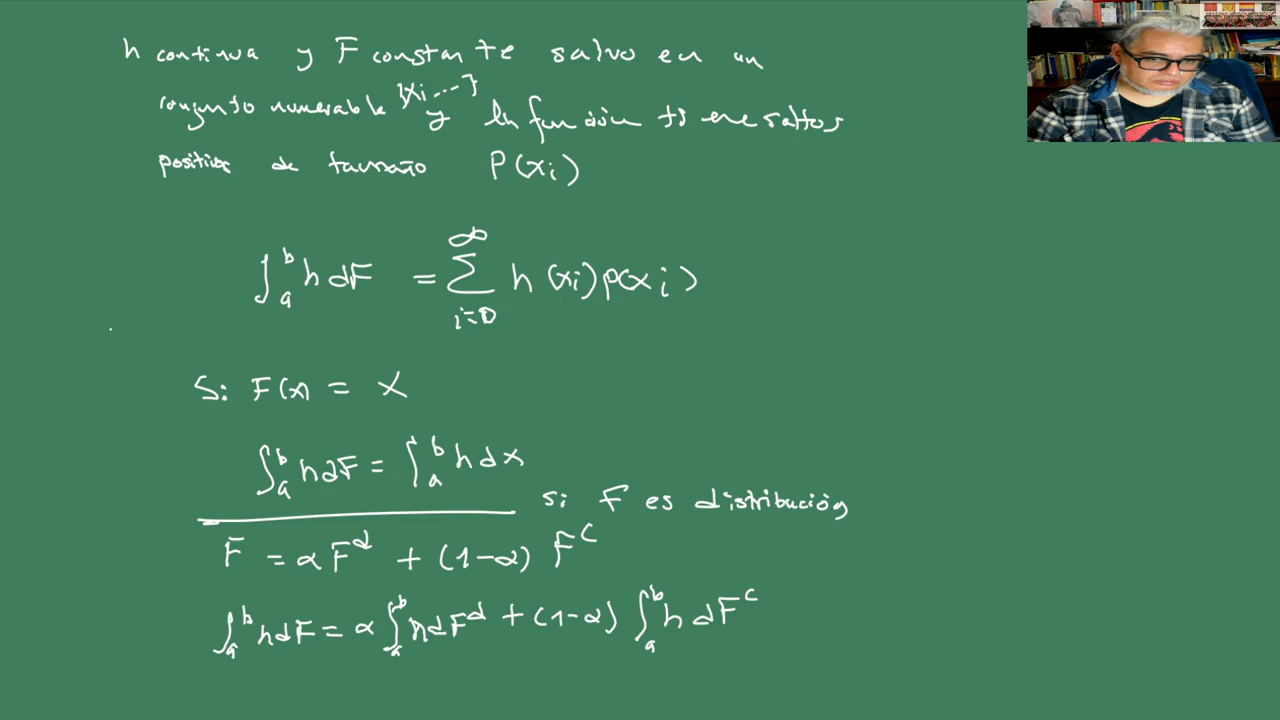 h continua y F constante salvo en un
conjunto numerable {xi ...} y la función tiene saltos
positivos de tamaño P(xi)
∫_a^b h dF = ∑_{i=0}^∞ h(xi) p(xi)
Si F(x) = x
∫_a^b h dF = ∫_a^b h dx
si F es distribución
F = αF^d + (1-α) F^c
∫_a^b h dF = α ∫_a^b h dF^d + (1-α) ∫_a^b h dF^c